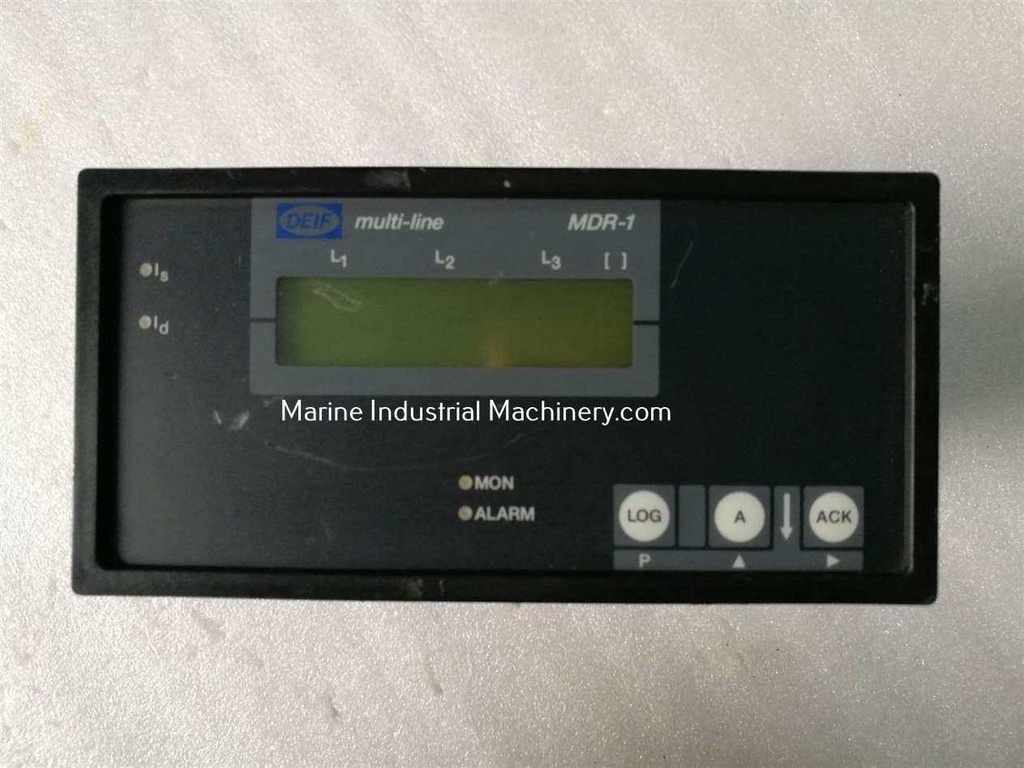 DEIF multi-line MDR-1
L1 L2 L3 [ ]
Is
Id
Marine Industrial Machinery.com
MON
ALARM
LOG A ACK
P